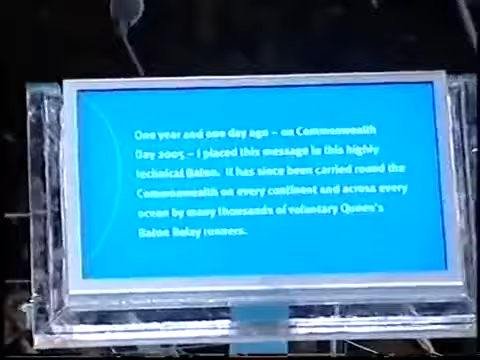 One year and one day ago – on Commonwealth
Day 2005 – I placed this message in this highly
technical Baton. It has since been carried round the
Commonwealth on every continent and across every
ocean by many thousands of voluntary Queen's
Baton Relay runners.